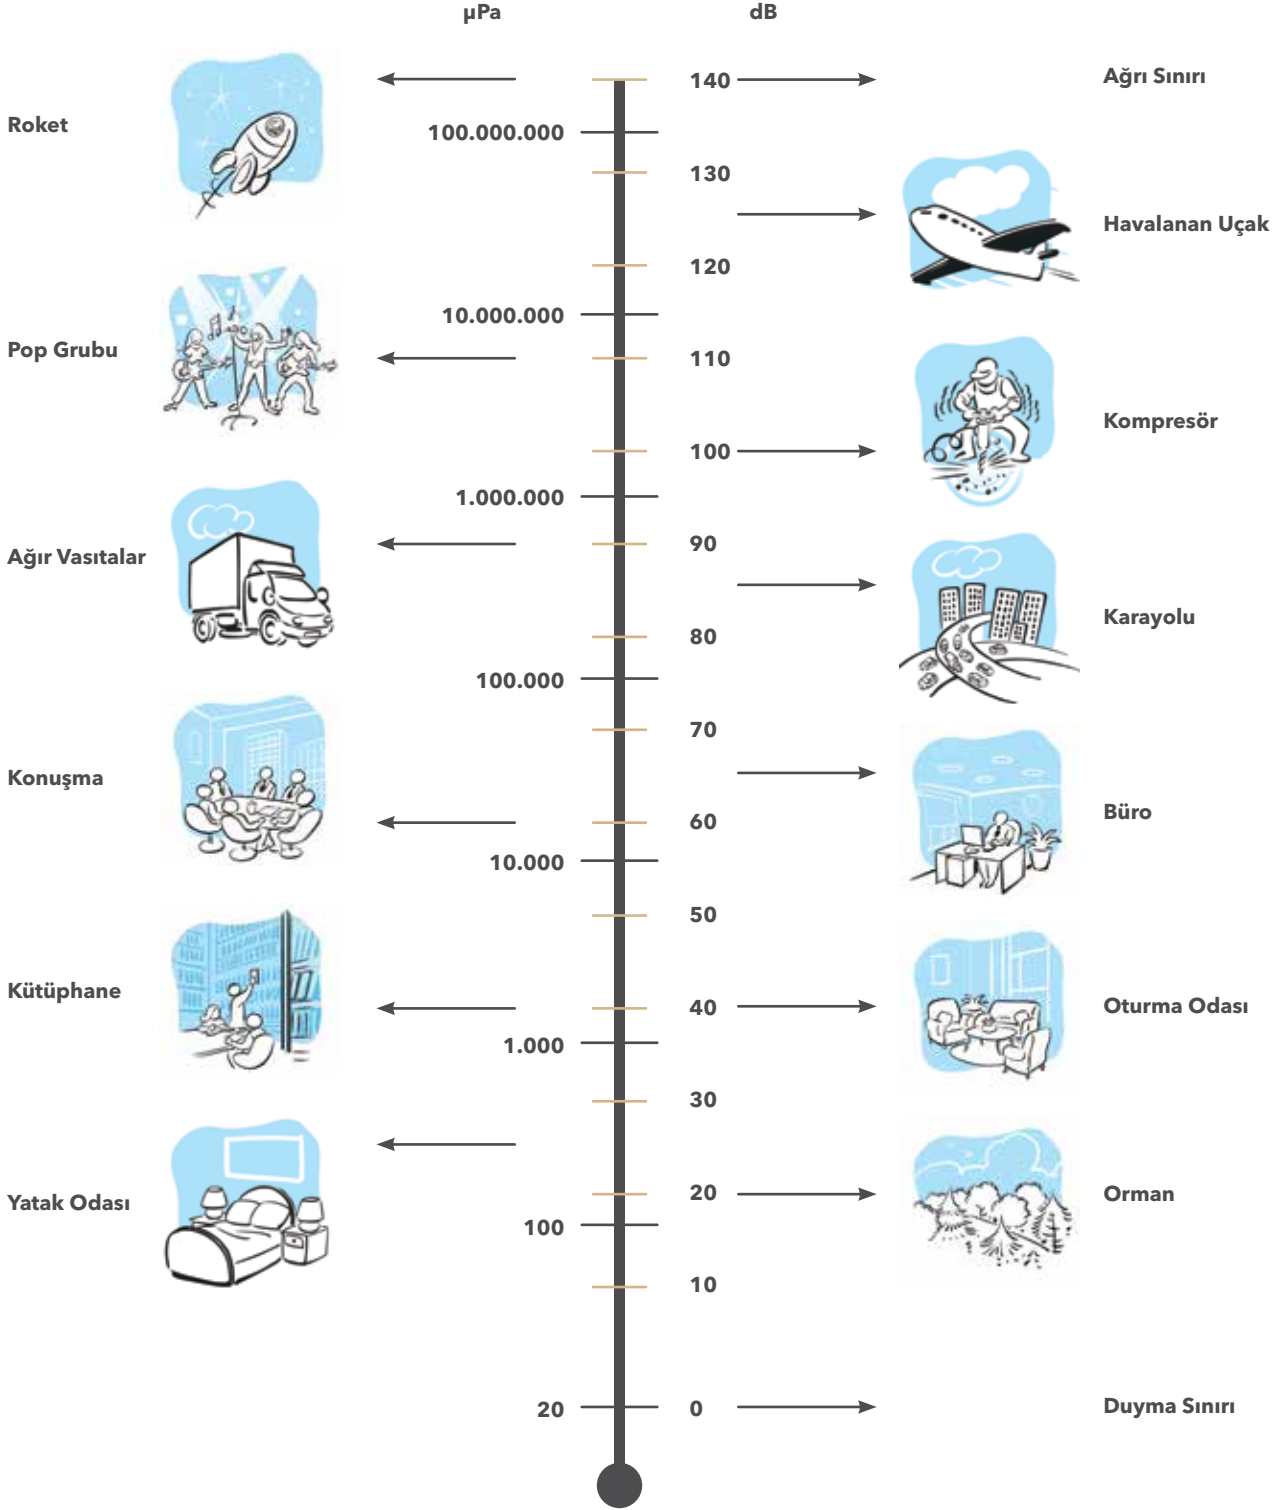 µPa dB
140 Ağrı Sınırı
Roket
100.000.000
130
Havalanan Uçak
120
10.000.000
Pop Grubu
110
Kompresör
100
1.000.000
90
Ağır Vasıtalar
Karayolu
80
100.000
70
Konuşma
Büro
60
10.000
50
Kütüphane
40 Oturma Odası
1.000
30
Yatak Odası
20 Orman
100
10
20 0 Duyma Sınırı